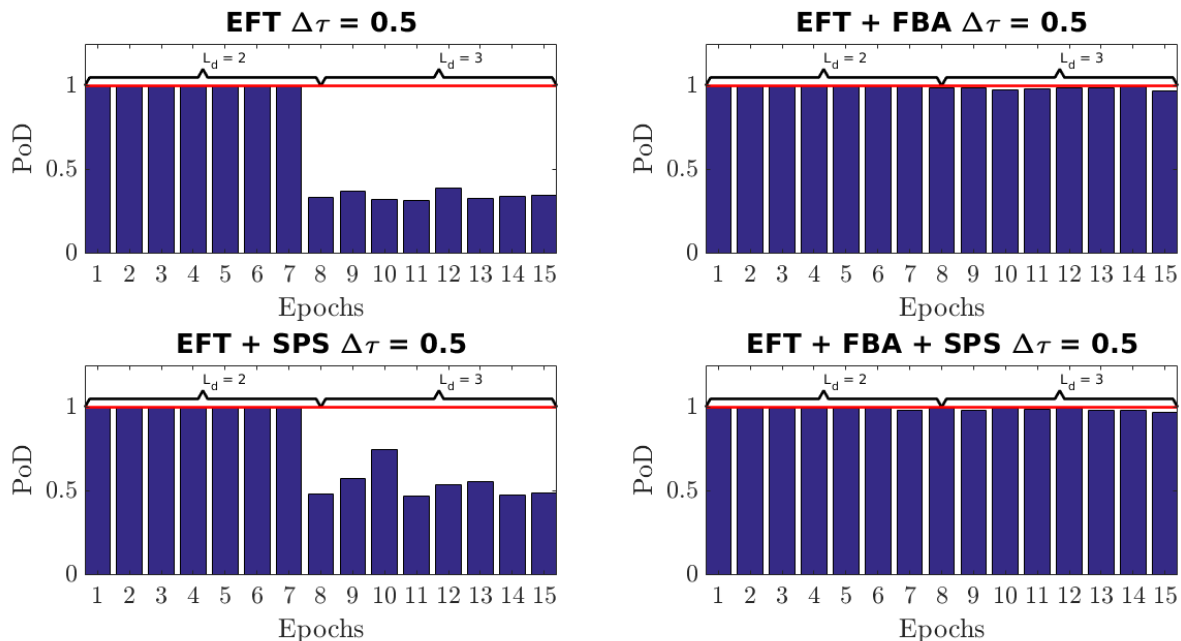 EFT Δτ = 0.5
L_d = 2
L_d = 3
1
0.5
0
PoD
1 2 3 4 5 6 7 8 9 10 11 12 13 14 15
Epochs
EFT + FBA Δτ = 0.5
L_d = 2
L_d = 3
1
0.5
0
PoD
1 2 3 4 5 6 7 8 9 10 11 12 13 14 15
Epochs
EFT + SPS Δτ = 0.5
L_d = 2
L_d = 3
1
0.5
0
PoD
1 2 3 4 5 6 7 8 9 10 11 12 13 14 15
Epochs
EFT + FBA + SPS Δτ = 0.5
L_d = 2
L_d = 3
1
0.5
0
PoD
1 2 3 4 5 6 7 8 9 10 11 12 13 14 15
Epochs